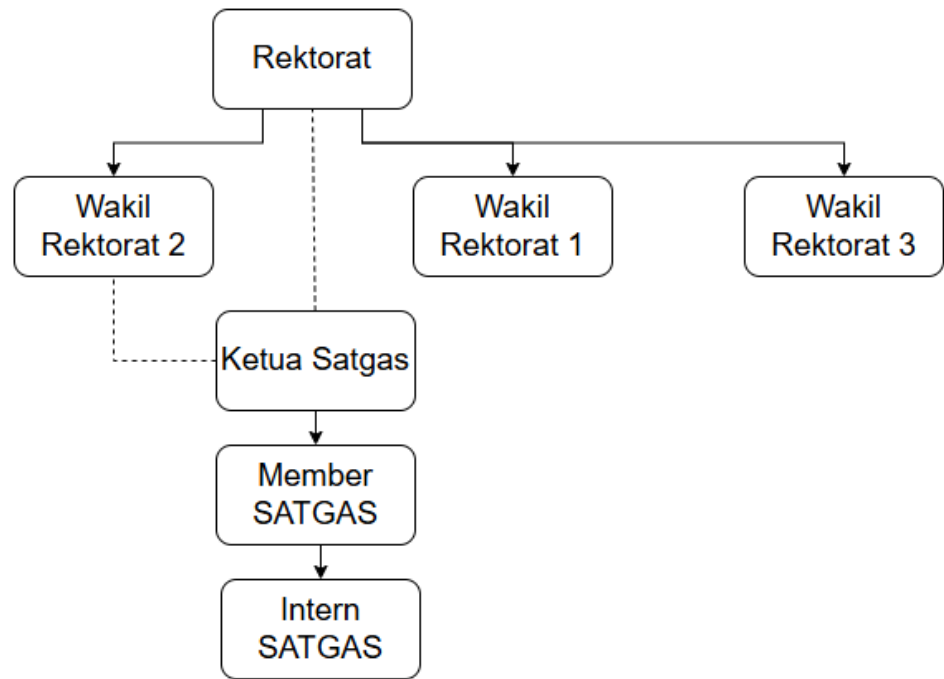 Rektorat
Wakil
Rektorat 2
Wakil
Rektorat 1
Wakil
Rektorat 3
Ketua Satgas
Member
SATGAS
Intern
SATGAS